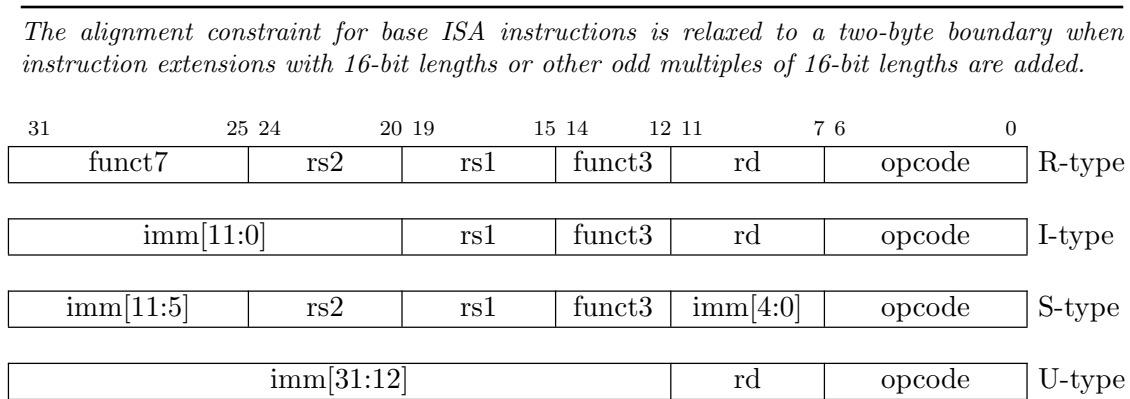 The alignment constraint for base ISA instructions is relaxed to a two-byte boundary when
instruction extensions with 16-bit lengths or other odd multiples of 16-bit lengths are added.
31 25 24 20 19 15 14 12 11 7 6 0
funct7 rs2 rs1 funct3 rd opcode R-type
imm[11:0] rs1 funct3 rd opcode I-type
imm[11:5] rs2 rs1 funct3 imm[4:0] opcode S-type
imm[31:12] rd opcode U-type